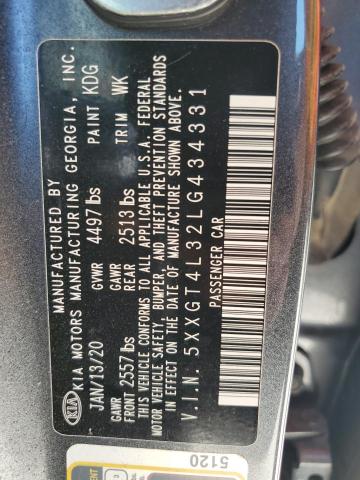 MANUFACTURED BY
KIA KIA MOTORS MANUFACTURING GEORGIA, INC.
JAN/13/20 GVWR 4497 lbs PAINT KDG
GAWR FRONT 2557 lbs GAWR REAR 2513 lbs TRIM WK
THIS VEHICLE CONFORMS TO ALL APPLICABLE U.S.A. FEDERAL
MOTOR VEHICLE SAFETY, BUMPER, AND THEFT PREVENTION STANDARDS
IN EFFECT ON THE DATE OF MANUFACTURE SHOWN ABOVE.
V.I.N. 5XXGT4L32LG434331
PASSENGER CAR
5120